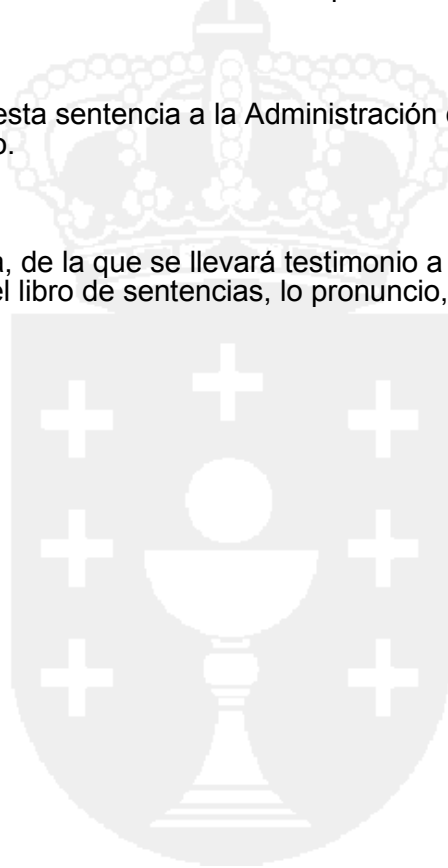 esta sentencia a la Administración
o.
a, de la que se llevará testimonio a
el libro de sentencias, lo pronuncio,